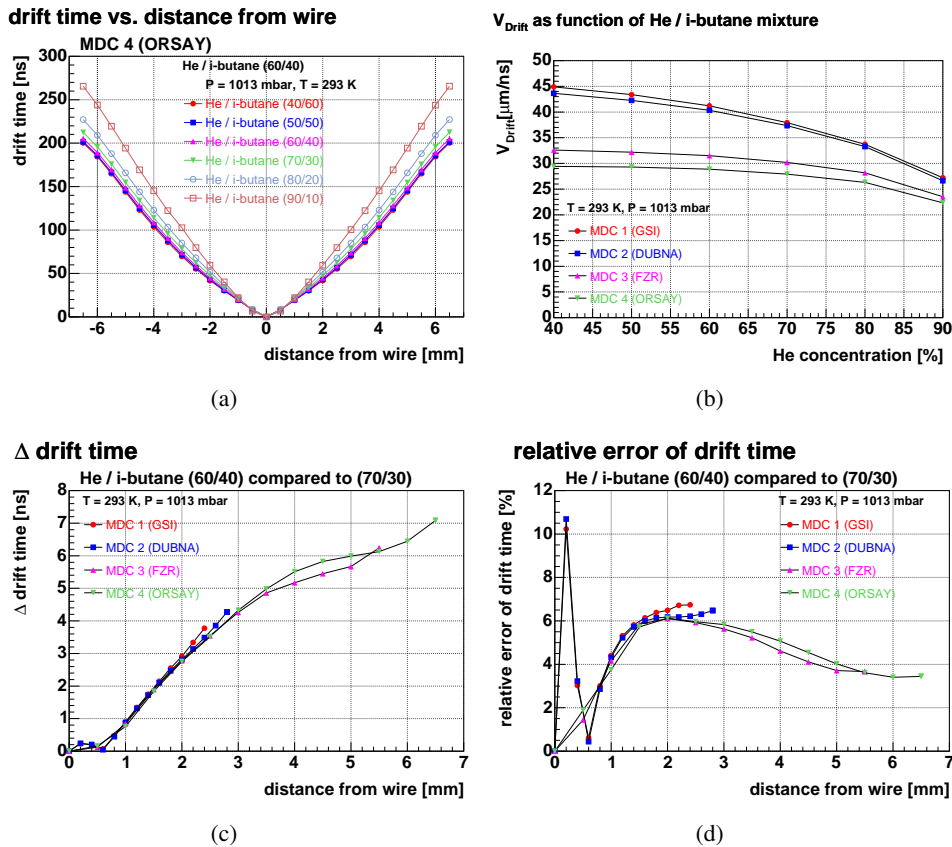 drift time vs. distance from wire
MDC 4 (ORSAY)
drift time [ns]
300
250
200
150
100
50
0
He / i-butane (60/40)
P = 1013 mbar, T = 293 K
He / i-butane (40/60)
He / i-butane (50/50)
He / i-butane (60/40)
He / i-butane (70/30)
He / i-butane (80/20)
He / i-butane (90/10)
-6 -4 -2 0 2 4 6
distance from wire [mm]
(a)
V_Drift as function of He / i-butane mixture
V_Drift[μm/ns]
50
45
40
35
30
25
20
15
10
5
0
T = 293 K, P = 1013 mbar
MDC 1 (GSI)
MDC 2 (DUBNA)
MDC 3 (FZR)
MDC 4 (ORSAY)
40 45 50 55 60 65 70 75 80 85 90
He concentration [%]
(b)
Δ drift time
He / i-butane (60/40) compared to (70/30)
Δ drift time [ns]
8
7
6
5
4
3
2
1
0
T = 293 K, P = 1013 mbar
MDC 1 (GSI)
MDC 2 (DUBNA)
MDC 3 (FZR)
MDC 4 (ORSAY)
0 1 2 3 4 5 6 7
distance from wire [mm]
(c)
relative error of drift time
He / i-butane (60/40) compared to (70/30)
relative error of drift time [%]
12
10
8
6
4
2
0
T = 293 K, P = 1013 mbar
MDC 1 (GSI)
MDC 2 (DUBNA)
MDC 3 (FZR)
MDC 4 (ORSAY)
0 1 2 3 4 5 6 7
distance from wire [mm]
(d)